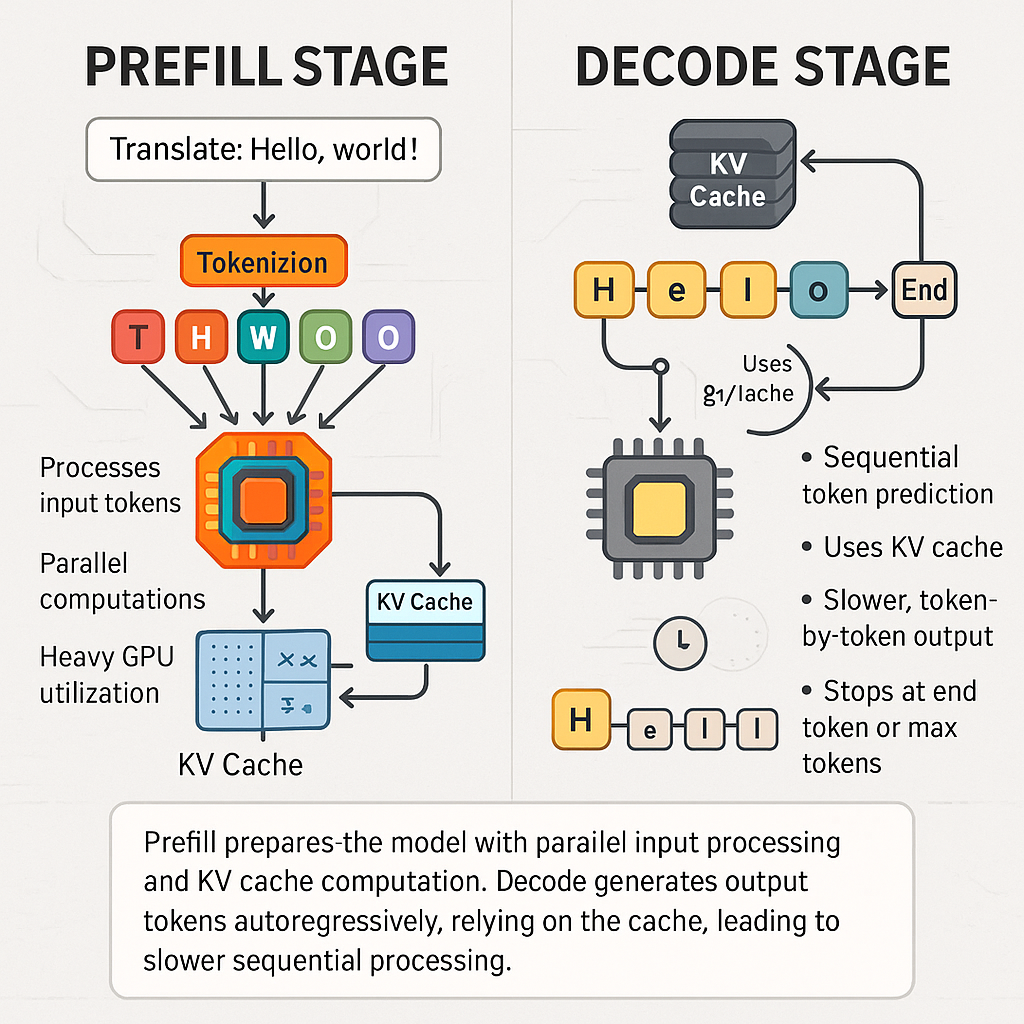 PREFILL STAGE
Translate: Hello, world!
Tokenizion
T H W O O
Processes
input tokens
Parallel
computations
Heavy GPU
utilization
KV Cache
KV Cache
DECODE STAGE
KV
Cache
H e l o End
Uses
g1/lache
• Sequential
token prediction
• Uses KV cache
• Slower, token-
by-token output
• Stops at end
token or max
tokens
H e l l
Prefill prepares-the model with parailel input processing
and KV cache computation. Decode generates output
tokens autoregressively, relying on the cache, leading to
slower sequential processing.